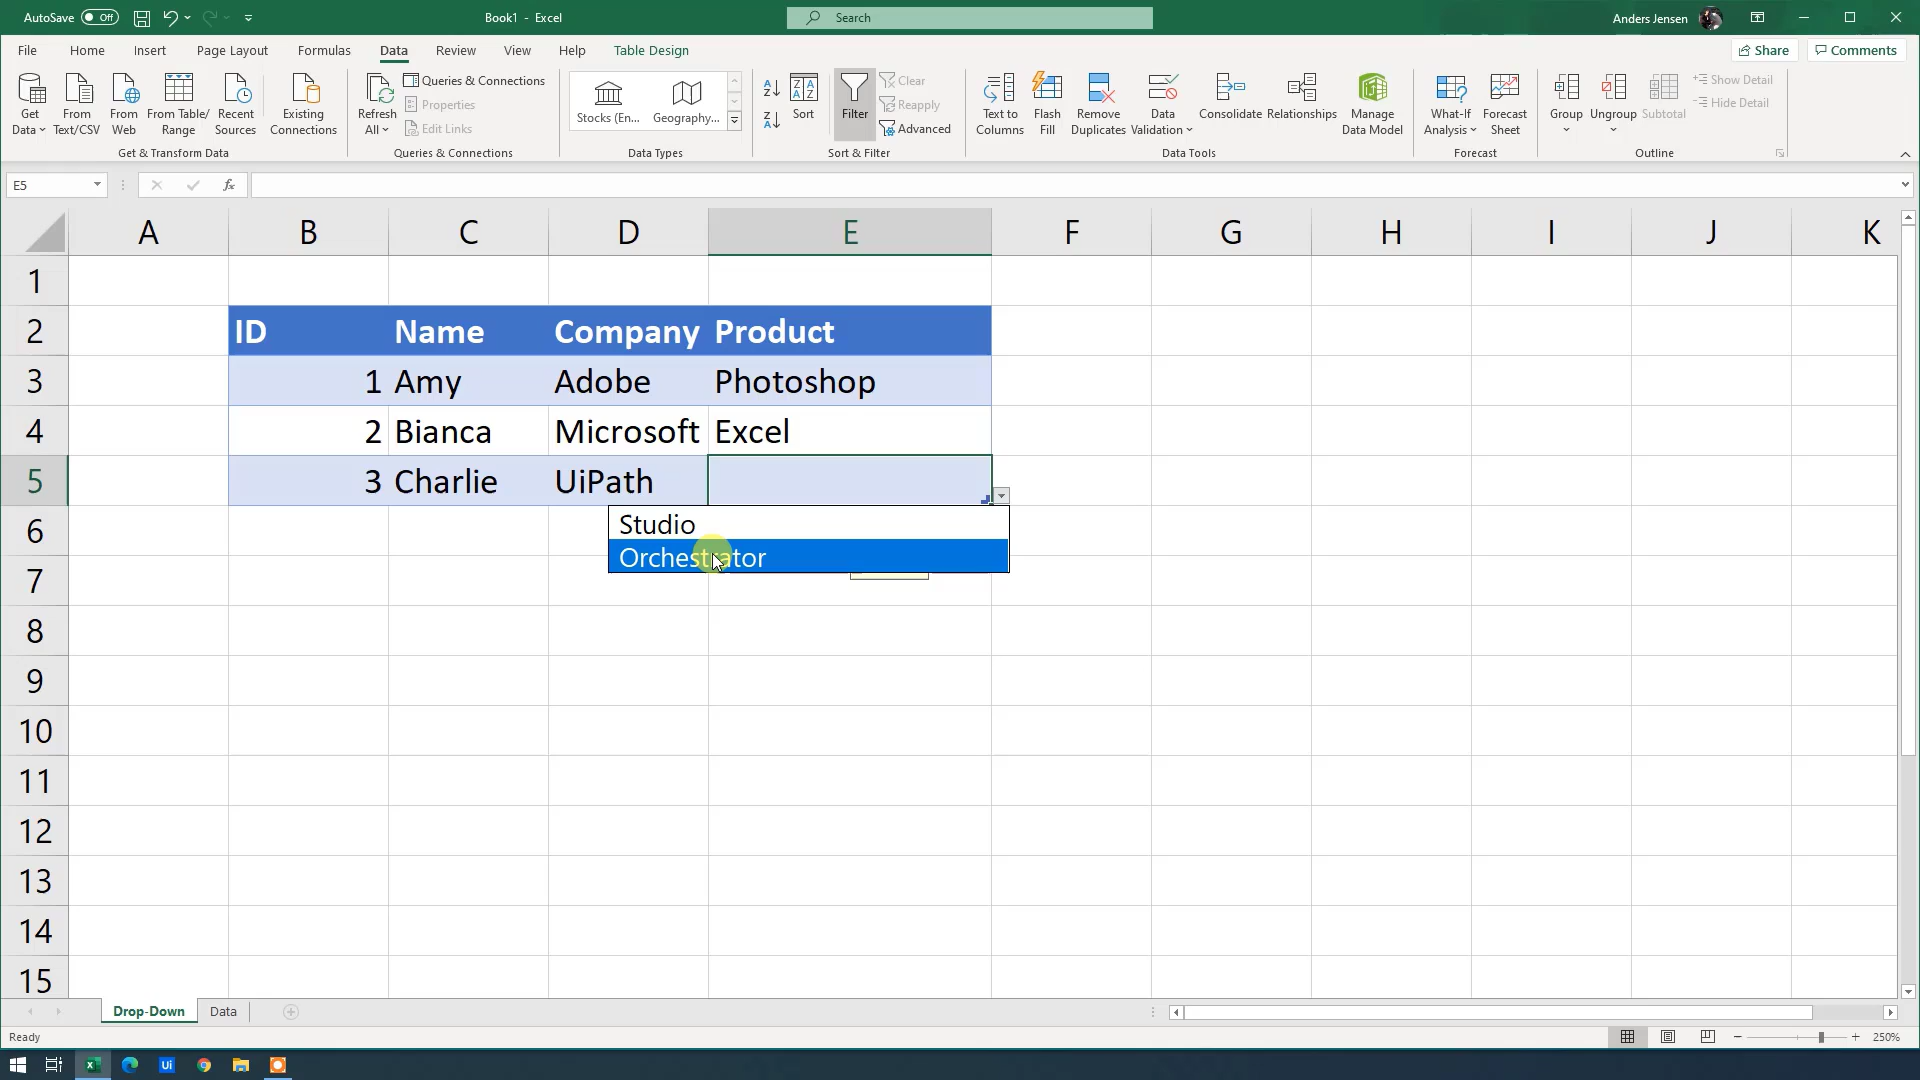 AutoSave Off
Book1 - Excel
Search
Anders Jensen
File Home Insert Page Layout Formulas Data Review View Help Table Design
Share Comments
Get Data
From Text/CSV
From Web
From Table/ Range
Recent Sources
Existing Connections
Get & Transform Data
Refresh All
Queries & Connections
Properties
Edit Links
Queries & Connections
Stocks (En...
Geography...
Data Types
A Z
Z A
Z A A Z
Sort
Filter
Clear
Reapply
Advanced
Sort & Filter
Text to Columns
Flash Fill
Remove Duplicates
Data Validation
Consolidate
Relationships
Manage Data Model
Data Tools
What-If Analysis
Forecast Sheet
Forecast
Group
Ungroup
Subtotal
Show Detail
Hide Detail
Outline
E5
fx
A B C D E F G H I J K
1
2 ID Name Company Product
3 1 Amy Adobe Photoshop
4 2 Bianca Microsoft Excel
5 3 Charlie UiPath
Studio
6
Orchestrator
7
8
9
10
11
12
13
14
15
Drop-Down Data
Ready
250%
Ui